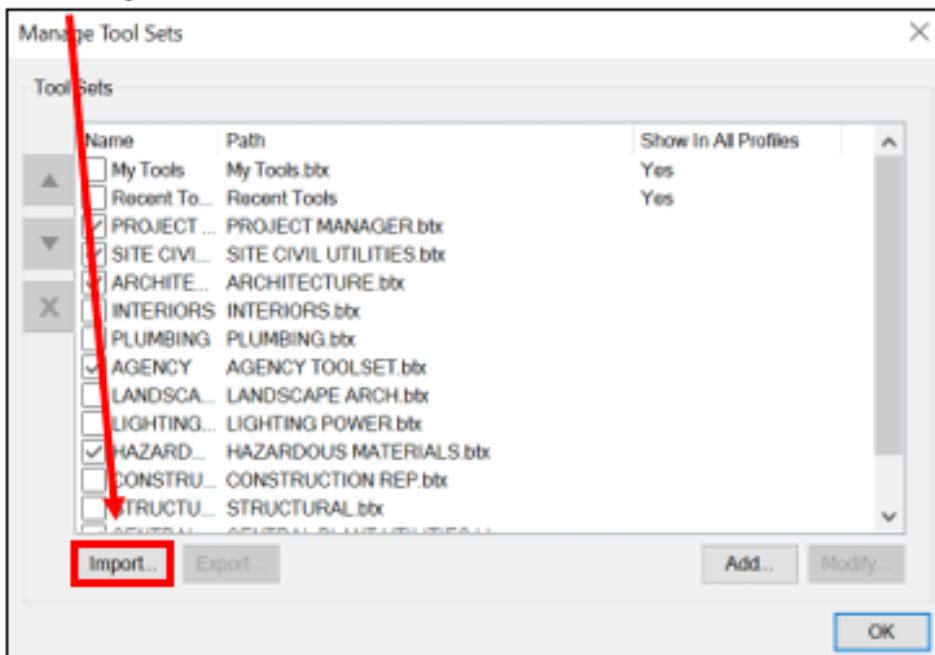 Manage Tool Sets
Tool Sets
Name Path Show In All Profiles
My Tools My Tools.btx Yes
Recent To... Recent Tools Yes
PROJECT ... PROJECT MANAGER.btx
SITE CIVI... SITE CIVIL UTILITIES.btx
ARCHITE... ARCHITECTURE.btx
INTERIORS INTERIORS.btx
PLUMBING PLUMBING.btx
AGENCY AGENCY TOOLSET.btx
LANDSCA... LANDSCAPE ARCH.btx
LIGHTING... LIGHTING POWER.btx
HAZARD... HAZARDOUS MATERIALS.btx
CONSTRU... CONSTRUCTION REP.btx
STRUCTU... STRUCTURAL.btx
CENTRAL PLANT UTILITIES
Import... Export... Add... Modify...
OK